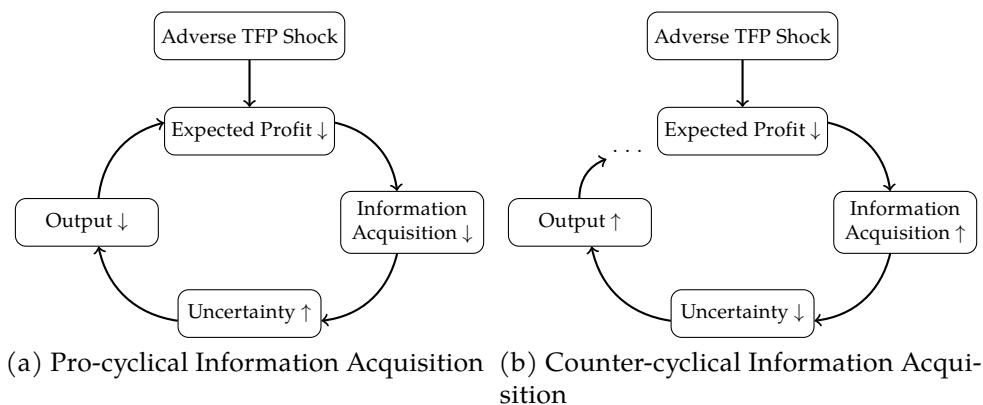 Adverse TFP Shock
Expected Profit ↓
Output ↓
Information
Acquisition ↓
Uncertainty ↑
(a) Pro-cyclical Information Acquisition
Adverse TFP Shock
Expected Profit ↓
. . .
Output ↑
Information
Acquisition ↑
Uncertainty ↓
(b) Counter-cyclical Information Acqui-
sition